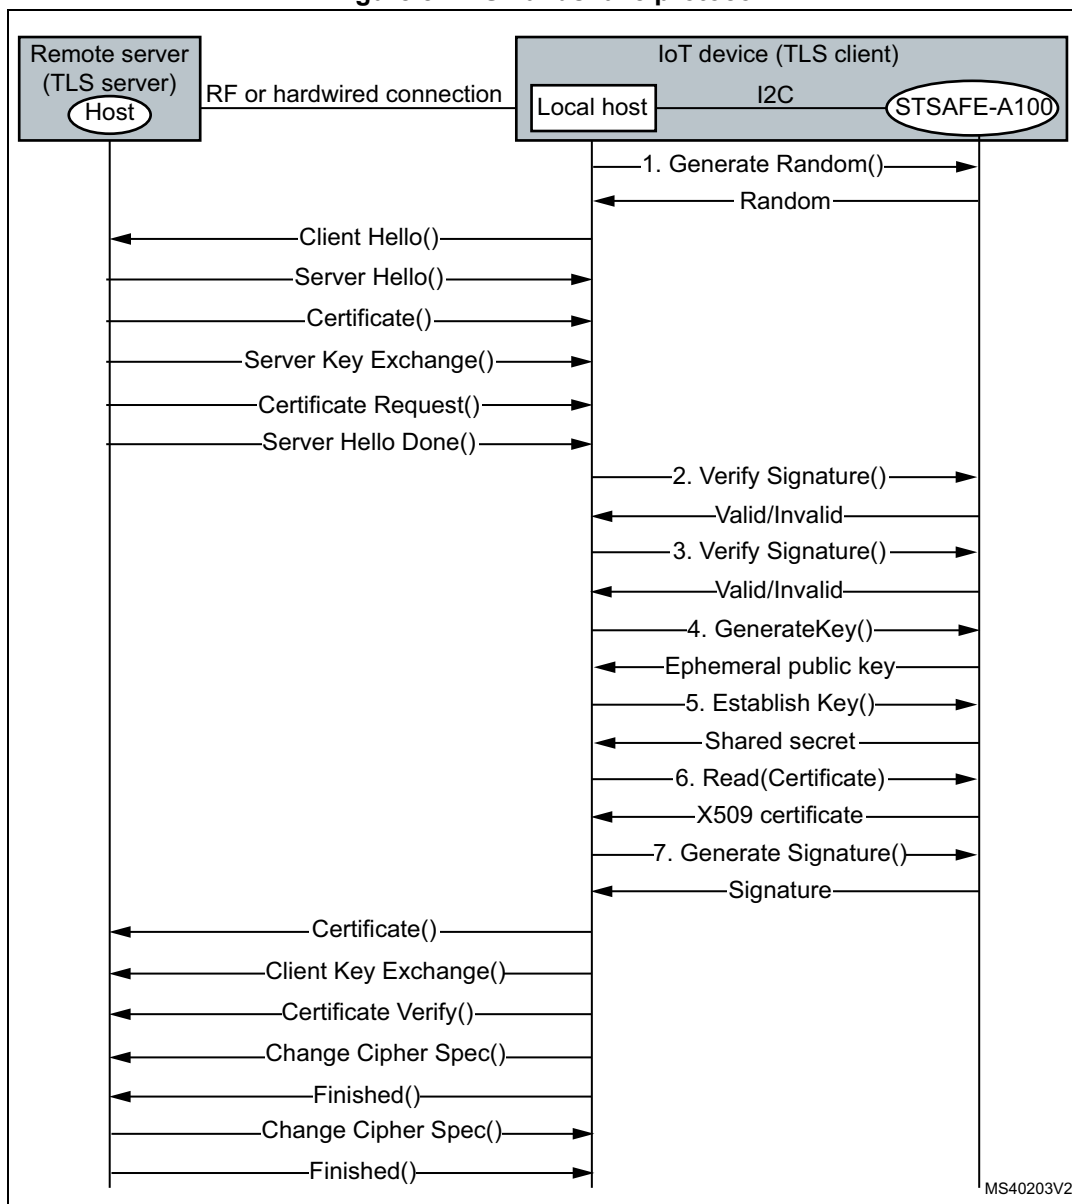 Remote server
(TLS server)
Host
RF or hardwired connection
IoT device (TLS client)
Local host
I2C
STSAFE-A100
1. Generate Random()
Random
Client Hello()
Server Hello()
Certificate()
Server Key Exchange()
Certificate Request()
Server Hello Done()
2. Verify Signature()
Valid/Invalid
3. Verify Signature()
Valid/Invalid
4. GenerateKey()
Ephemeral public key
5. Establish Key()
Shared secret
6. Read(Certificate)
X509 certificate
7. Generate Signature()
Signature
Certificate()
Client Key Exchange()
Certificate Verify()
Change Cipher Spec()
Finished()
Change Cipher Spec()
Finished()
MS40203V2